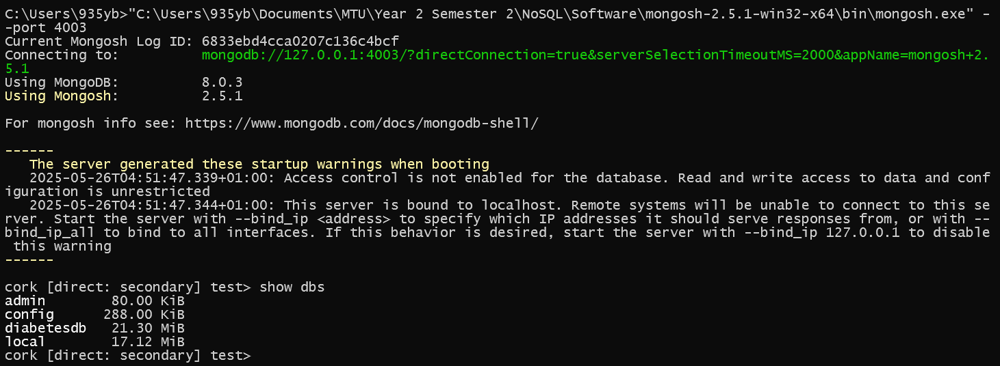 C:\Users\935yb>"C:\Users\935yb\Documents\MTU\Year 2 Semester 2\NoSQL\Software\mongosh-2.5.1-win32-x64\bin\mongosh.exe" -
-port 4003
Current Mongosh Log ID: 6833ebd4cca0207c136c4bcf
Connecting to:          mongodb://127.0.0.1:4003/?directConnection=true&serverSelectionTimeoutMS=2000&appName=mongosh+2.
5.1
Using MongoDB:          8.0.3
Using Mongosh:          2.5.1

For mongosh info see: https://www.mongodb.com/docs/mongodb-shell/

------
   The server generated these startup warnings when booting
   2025-05-26T04:51:47.339+01:00: Access control is not enabled for the database. Read and write access to data and conf
iguration is unrestricted
   2025-05-26T04:51:47.344+01:00: This server is bound to localhost. Remote systems will be unable to connect to this se
rver. Start the server with --bind_ip <address> to specify which IP addresses it should serve responses from, or with --
bind_ip_all to bind to all interfaces. If this behavior is desired, start the server with --bind_ip 127.0.0.1 to disable
 this warning
------

cork [direct: secondary] test> show dbs
admin        80.00 KiB
config      288.00 KiB
diabetesdb   21.30 MiB
local        17.12 MiB
cork [direct: secondary] test>